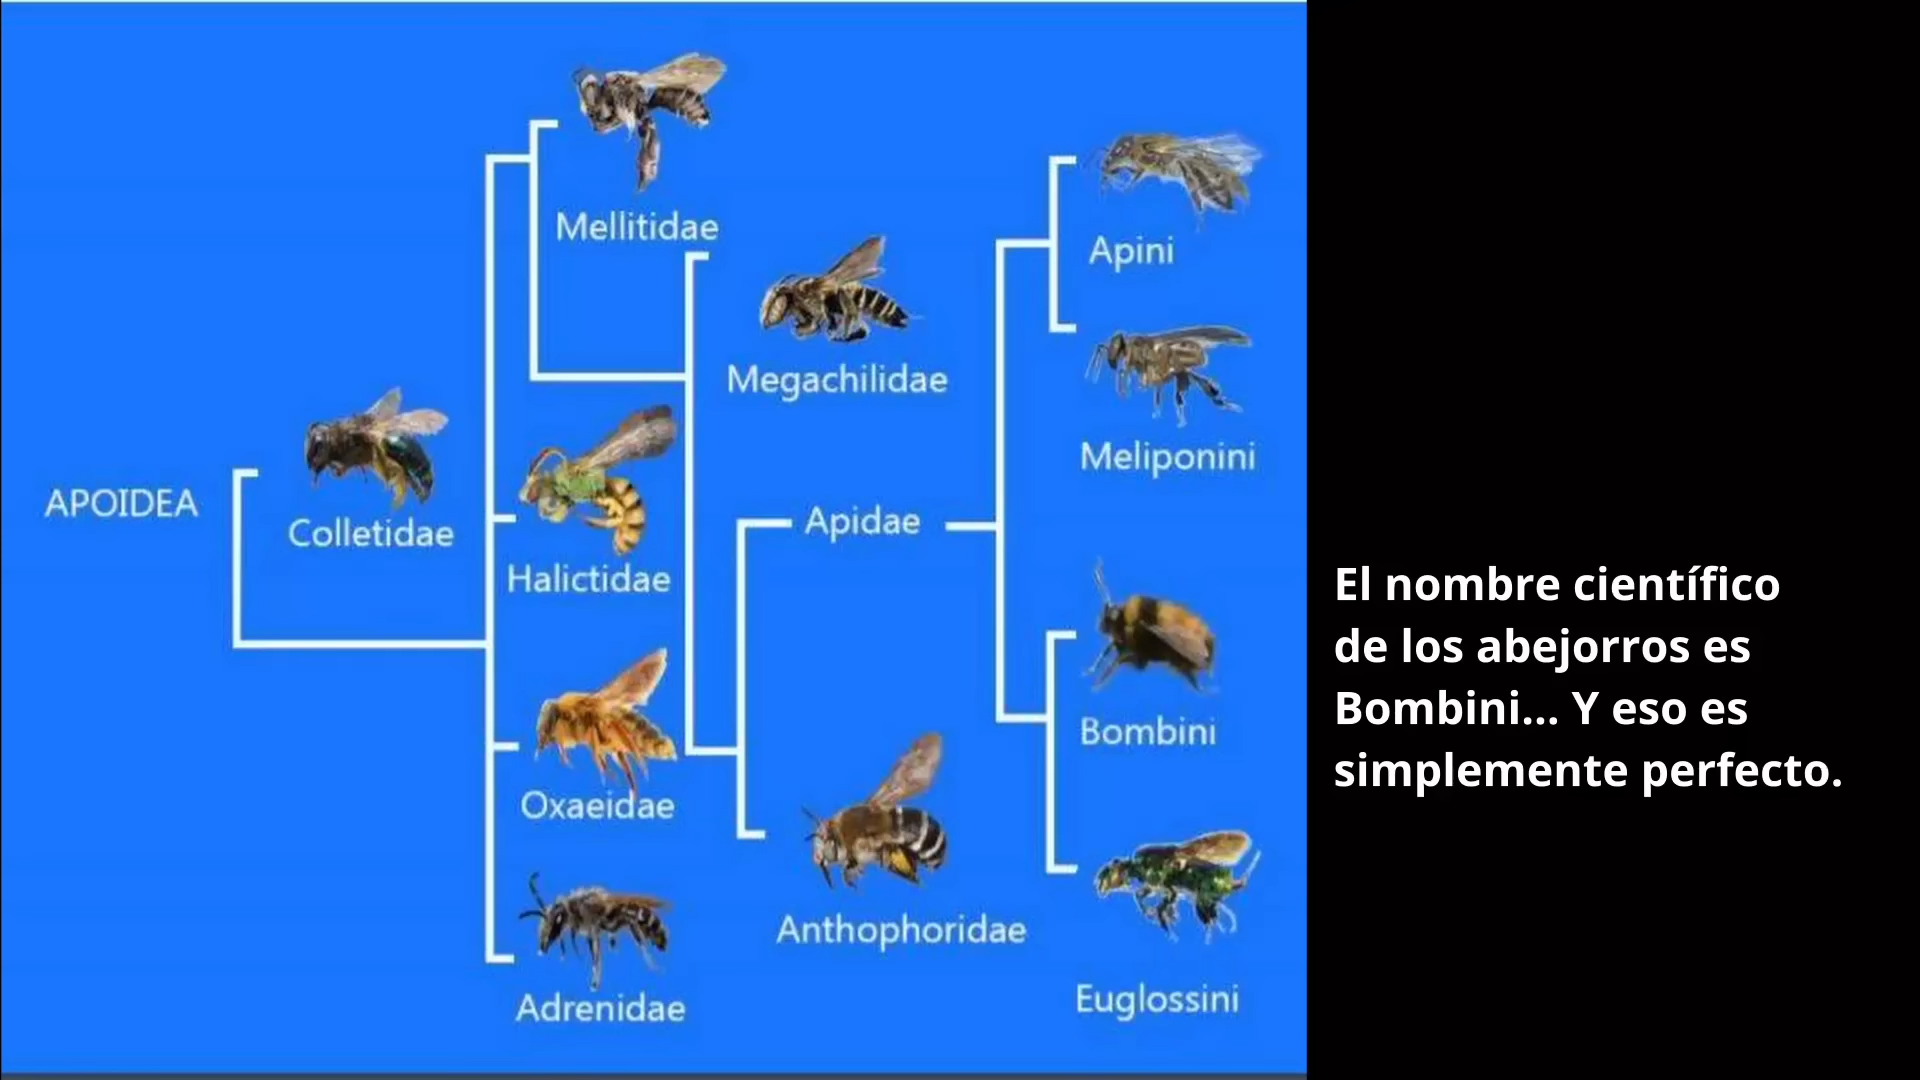 Mellitidae
Apini
Megachilidae
Meliponini
APOIDEA
Colletidae
Apidae
Halictidae
Bombini
Oxaeidae
Anthophoridae
Adrenidae
Euglossini
El nombre científico
de los abejorros es
Bombini... Y eso es
simplemente perfecto.